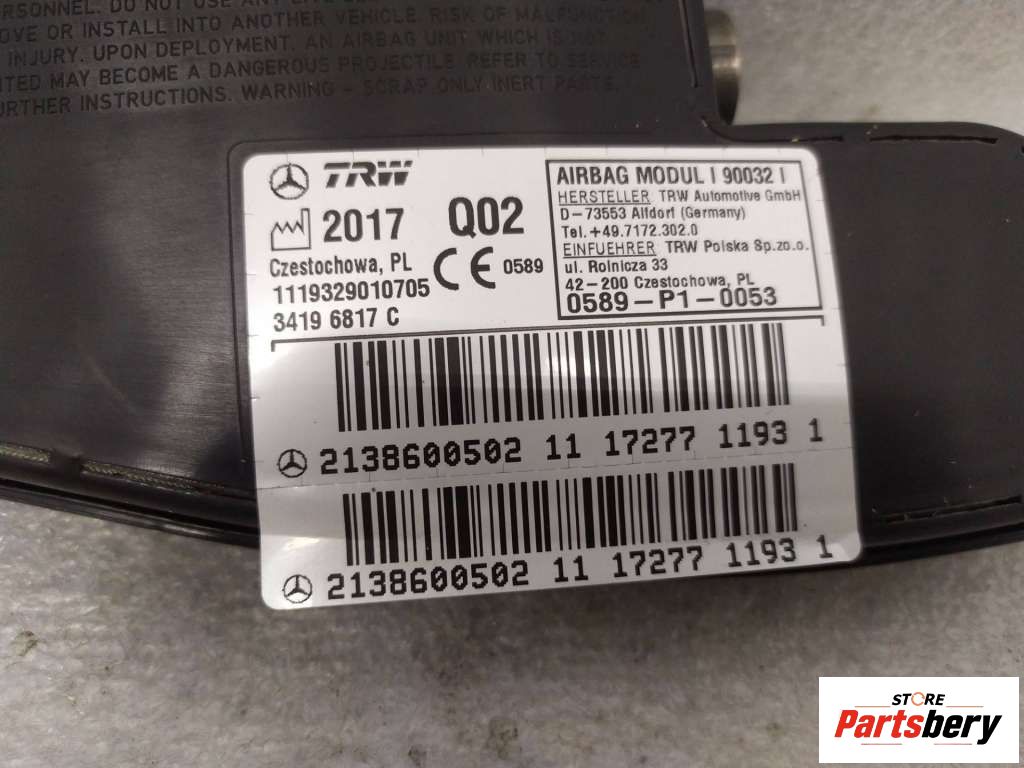 PERSONNEL. DO NOT USE ANY
OVE OR INSTALL INTO ANOTHER VEHICLE. RISK OF MALFUNCTION
INJURY. UPON DEPLOYMENT, AN AIRBAG UNIT WHICH IS NOT
NTED MAY BECOME A DANGEROUS PROJECTILE. REFER TO SERVICE
URTHER INSTRUCTIONS. WARNING - SCRAP ONLY INERT PARTS.
TRW
2017 Q02
Czestochowa, PL
CE 0589
1119329010705
3419 6817 C
AIRBAG MODUL I 90032 I
HERSTELLER TRW Automotive GmbH
D-73553 Alfdorf (Germany)
Tel.+49.7172.302.0
EINFUEHRER TRW Polska Sp.zo.o.
ul. Rolnicza 33
42-200 Czestochowa, PL
0589-P1-0053
2138600502 11 17277 1193 1
2138600502 11 17277 1193 1
STORE
Partsbery